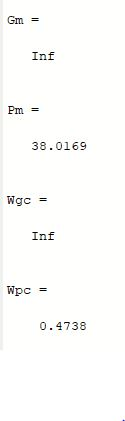 Gm =
Inf
Pm =
38.0169
Wgc =
Inf
Wpc =
0.4738